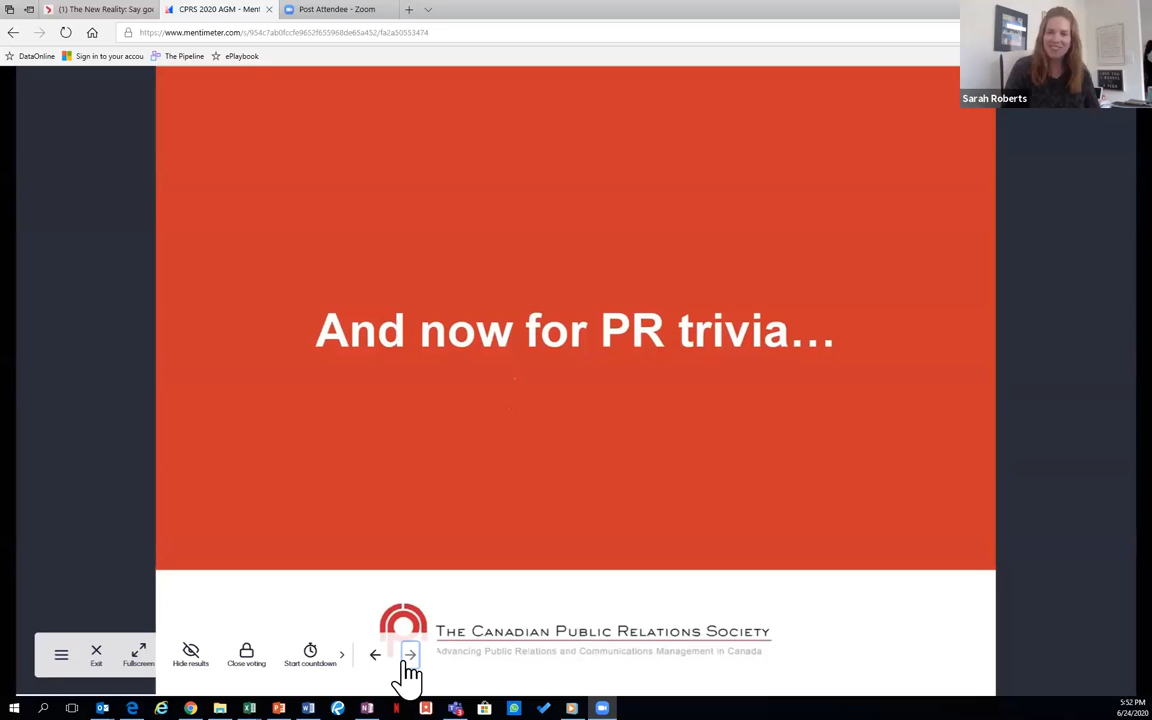 (1) The New Reality: Say goo
CPRS 2020 AGM - Ment
Post Attendee - Zoom
https://www.mentimeter.com/s/954c7ab0fccfe9652f655968de65a452/fa2a50553474
DataOnline
Sign in to your accou
The Pipeline
ePlaybook
Sarah Roberts
And now for PR trivia...
THE CANADIAN PUBLIC RELATIONS SOCIETY
Advancing Public Relations and Communications Management in Canada
Exit
Fullscreen
Hide results
Close voting
Start countdown
5:52 PM
6/24/2020